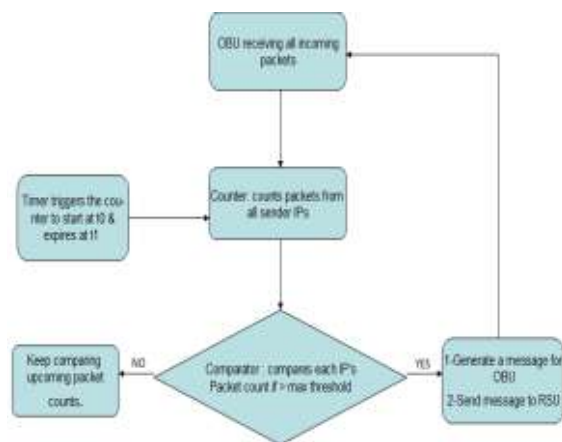 OBU receiving all incoming
packets
Timer triggers the cou-
nter to start at t0 &
expires at t1
Counter: counts packets from
all sender IPs
Keep comparing
upcoming packet
counts.
NO
Comparator : compares each IP's
Packet count if > max threshold
YES
1-Generate a message for
OBU
2-Send message to RSU